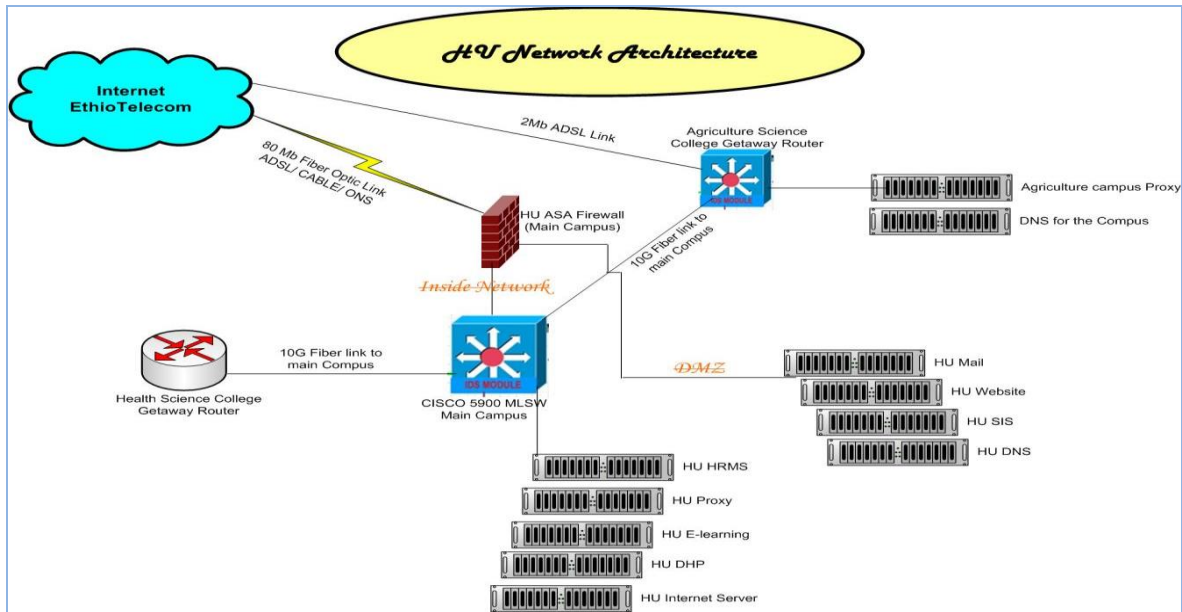 HU Network Architecture
Internet
EthioTelecom
2Mb ADSL Link
80 Mb Fiber Optic Link
ADSL/ CABLE/ ONS
Agriculture Science
College Getaway Router
IDS MODULE
Agriculture campus Proxy
DNS for the Compus
HU ASA Firewall
(Main Campus)
10G Fiber link to
main Compus
Inside Network
10G Fiber link to
main Compus
Health Science College
Getaway Router
IDS MODULE
CISCO 5900 MLSW
Main Campus
DMZ
HU Mail
HU Website
HU SIS
HU DNS
HU HRMS
HU Proxy
HU E-learning
HU DHP
HU Internet Server